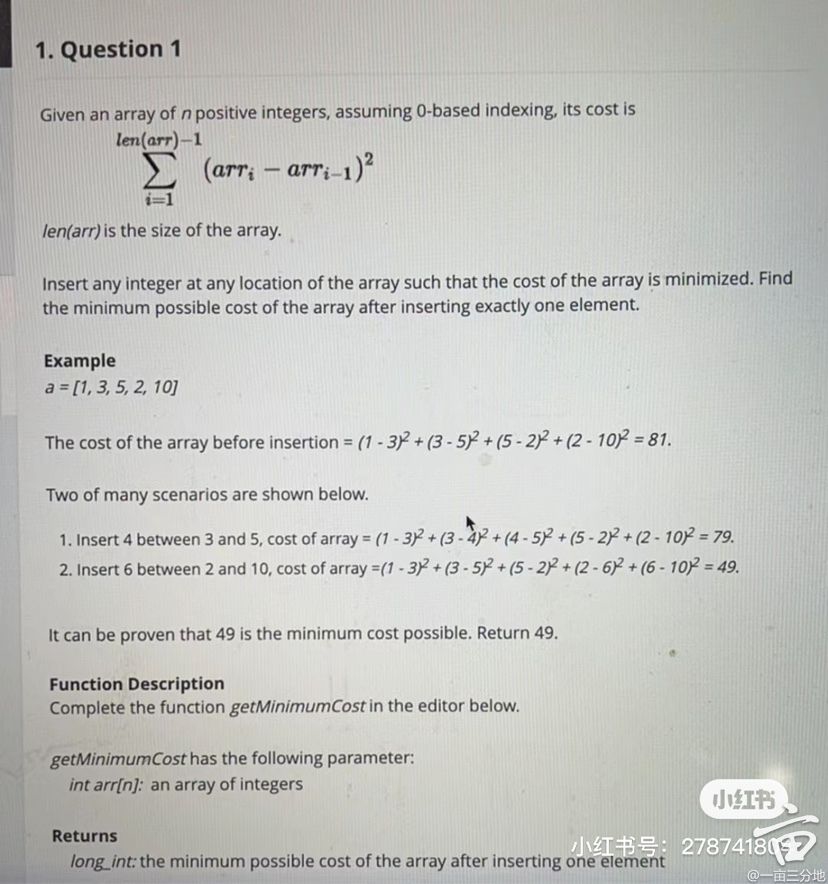 1. Question 1
Given an array of n positive integers, assuming 0-based indexing, its cost is
len(arr)−1
∑ (arrᵢ − arrᵢ₋₁)²
i=1
len(arr) is the size of the array.
Insert any integer at any location of the array such that the cost of the array is minimized. Find
the minimum possible cost of the array after inserting exactly one element.
Example
a = [1, 3, 5, 2, 10]
The cost of the array before insertion = (1 - 3)² + (3 - 5)² + (5 - 2)² + (2 - 10)² = 81.
Two of many scenarios are shown below.
1. Insert 4 between 3 and 5, cost of array = (1 - 3)² + (3 - 4)² + (4 - 5)² + (5 - 2)² + (2 - 10)² = 79.
2. Insert 6 between 2 and 10, cost of array =(1 - 3)² + (3 - 5)² + (5 - 2)² + (2 - 6)² + (6 - 10)² = 49.
It can be proven that 49 is the minimum cost possible. Return 49.
Function Description
Complete the function getMinimumCost in the editor below.
getMinimumCost has the following parameter:
int arr[n]: an array of integers
小红书
Returns
小红书号: 27874180
long_int: the minimum possible cost of the array after inserting one element
@一亩三分地